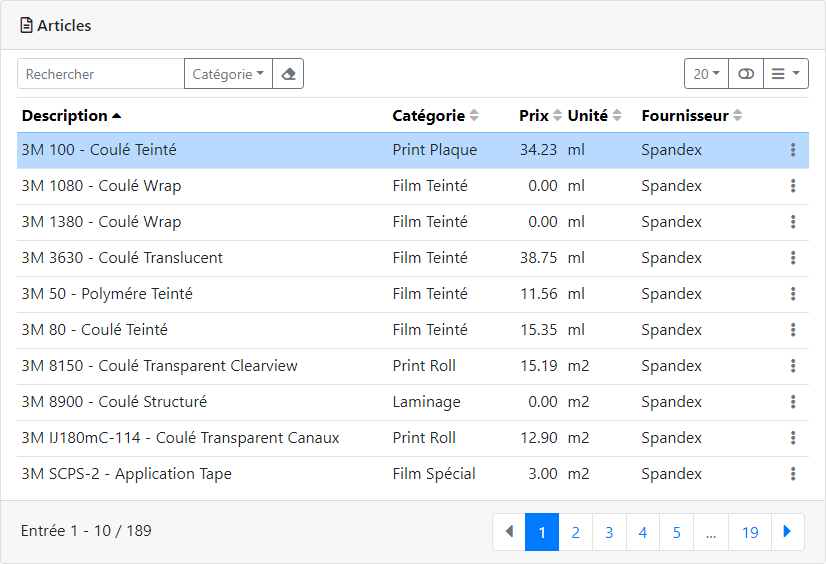 Articles
Rechercher Catégorie 20
Description Catégorie Prix Unité Fournisseur
3M 100 - Coulé Teinté Print Plaque 34.23 ml Spandex
3M 1080 - Coulé Wrap Film Teinté 0.00 ml Spandex
3M 1380 - Coulé Wrap Film Teinté 0.00 ml Spandex
3M 3630 - Coulé Translucent Film Teinté 38.75 ml Spandex
3M 50 - Polymére Teinté Film Teinté 11.56 ml Spandex
3M 80 - Coulé Teinté Film Teinté 15.35 ml Spandex
3M 8150 - Coulé Transparent Clearview Print Roll 15.19 m2 Spandex
3M 8900 - Coulé Structuré Laminage 0.00 m2 Spandex
3M IJ180mC-114 - Coulé Transparent Canaux Print Roll 12.90 m2 Spandex
3M SCPS-2 - Application Tape Film Spécial 3.00 m2 Spandex
Entrée 1 - 10 / 189 1 2 3 4 5 ... 19